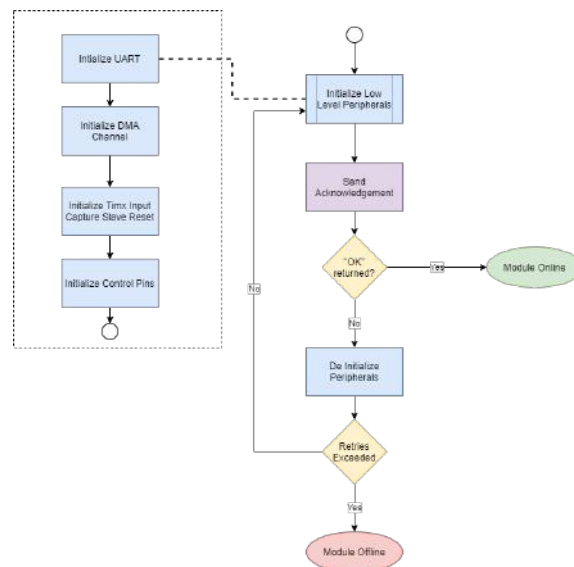 Intialize UART
Initialize DMA
Channel
Initialize Timx Input
Capture Slave Reset
Initialize Control Pins
Initialize Low
Level Peripherals
Send
Acknowledgement
"OK"
returned?
Yes
Module Online
No
No
De Initialize
Peripherals
Retries
Exceeded
Yes
Module Offline